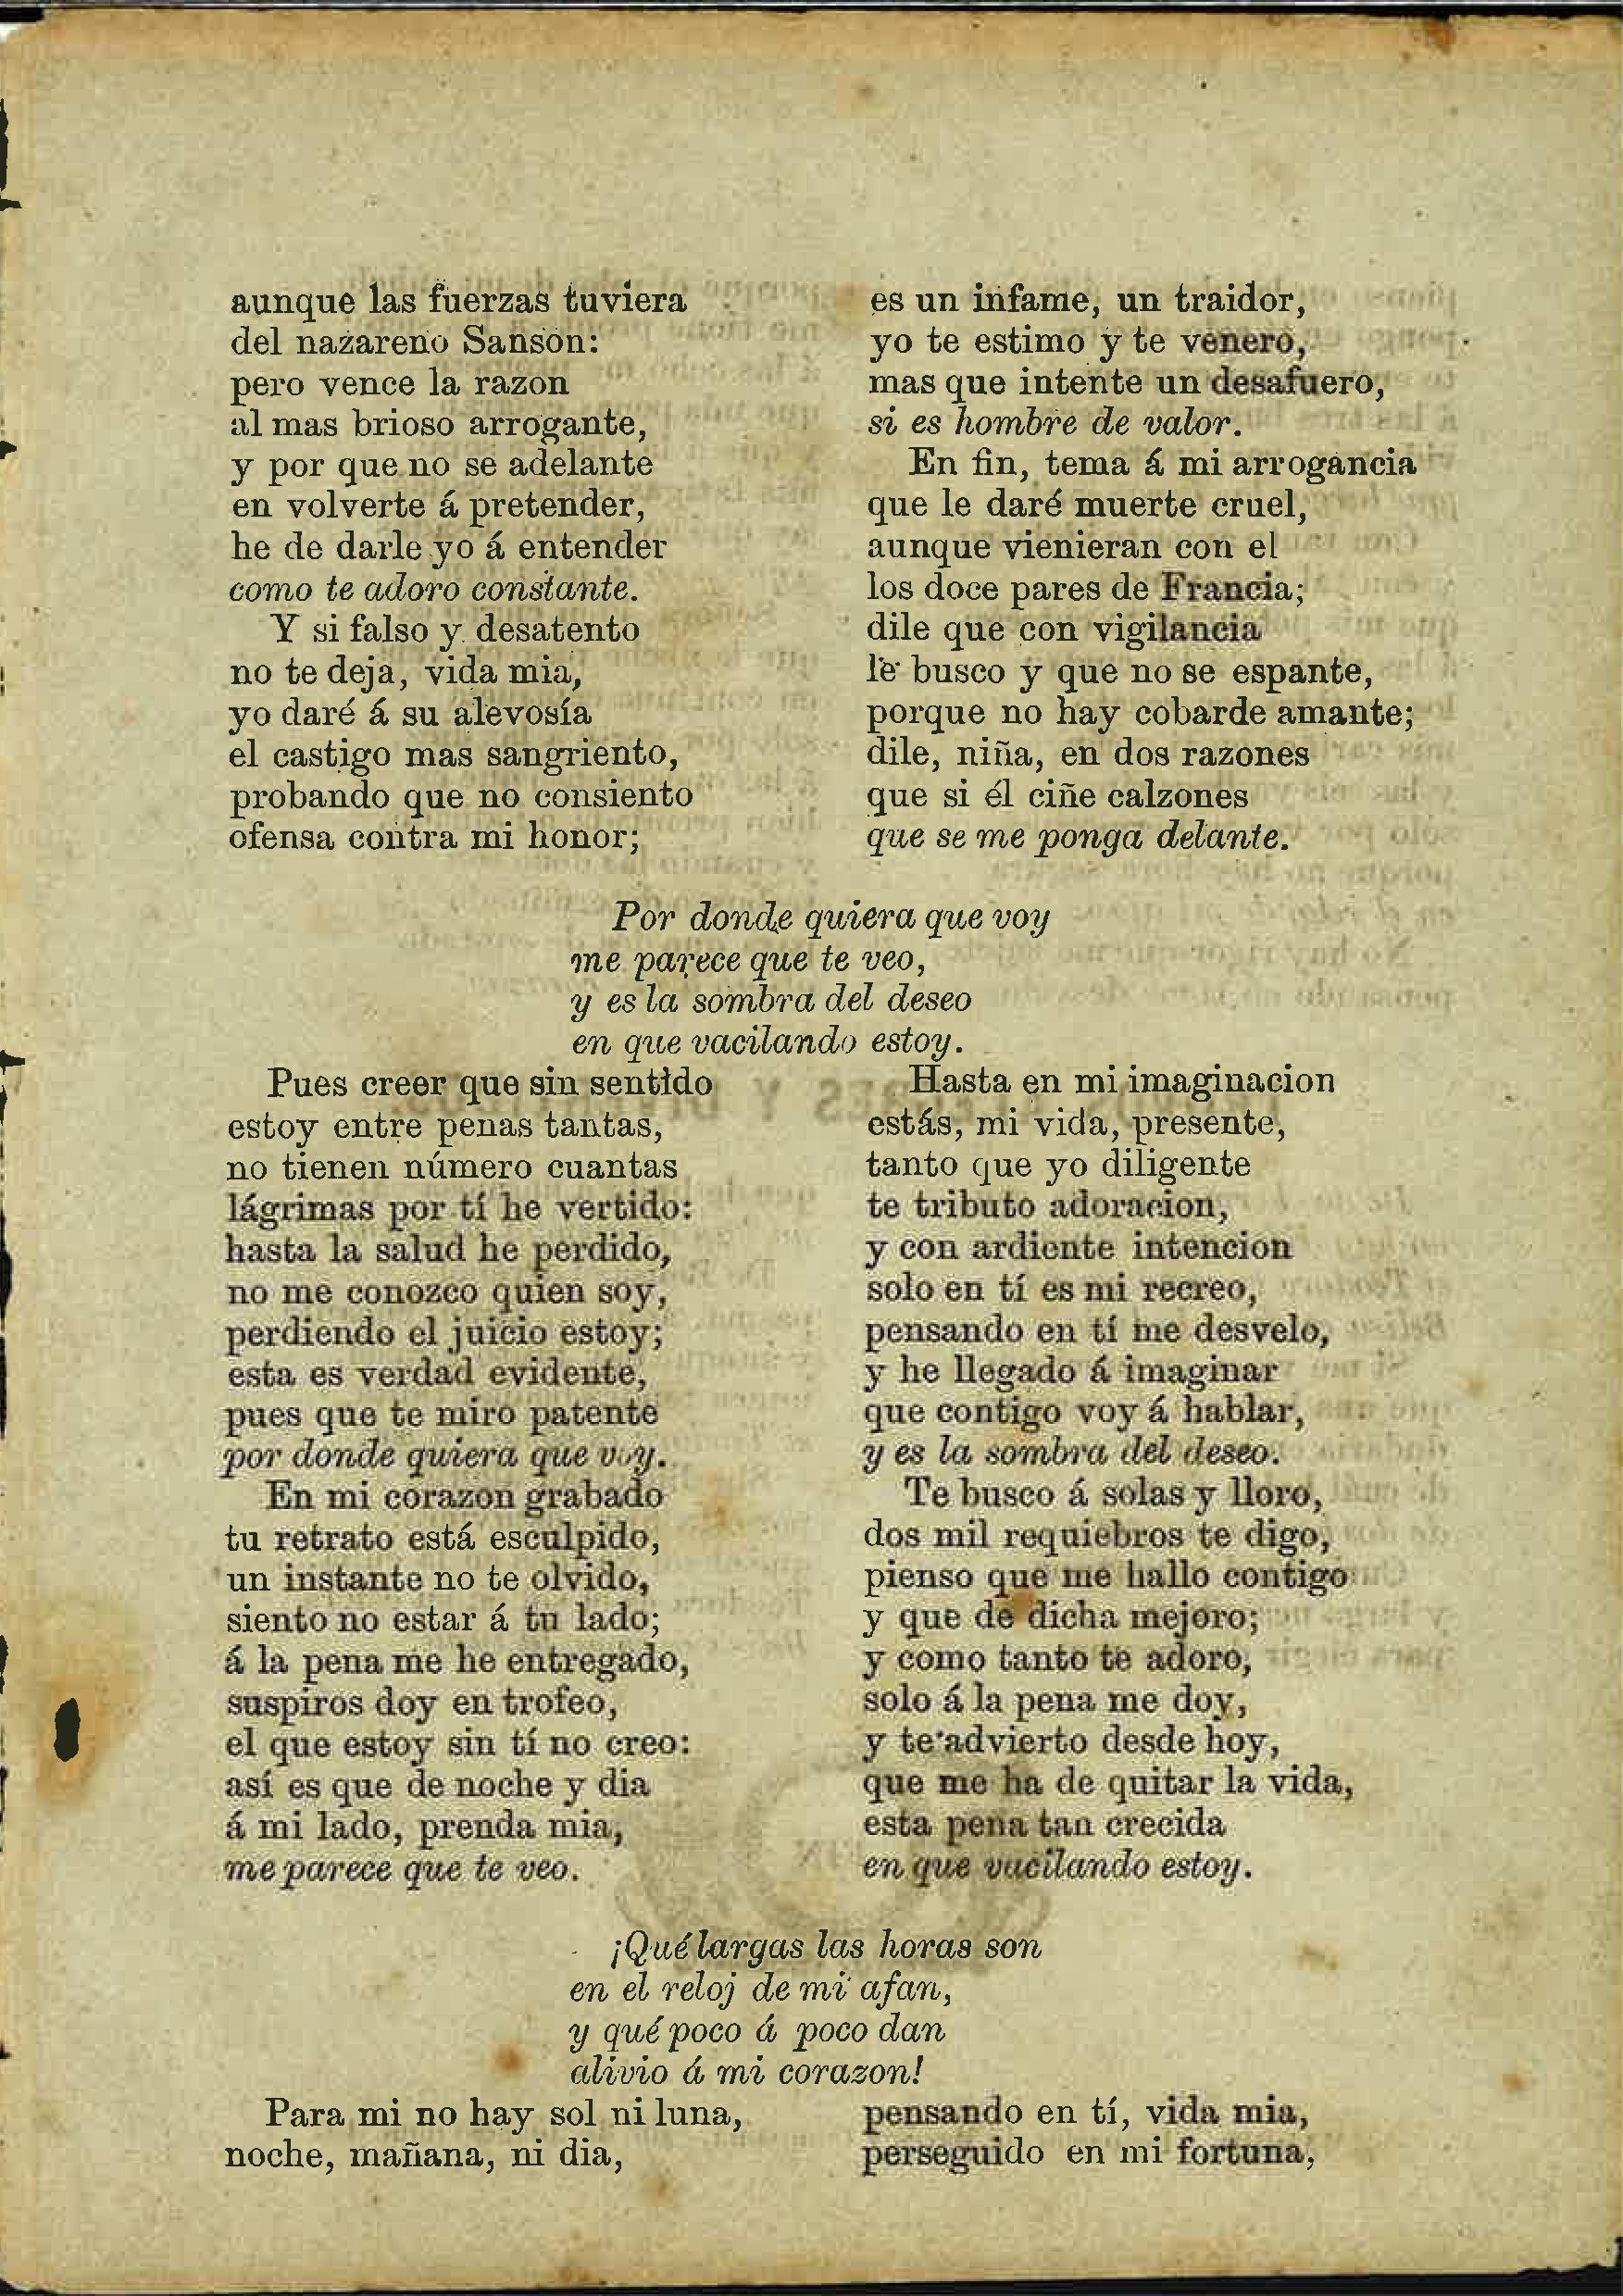 aunque las fuerzas tuviera
del nazareno Sanson:
pero vence la razon
al mas brioso arrogante,
y por que no se adelante
en volverte á pretender,
he de darle yo á entender
como te adoro constante.
Y si falso y desatento
no te deja, vida mia,
yo daré á su alevosía
el castigo mas sangriento,
probando que no consiento
ofensa contra mi honor;
es un infame, un traidor,
yo te estimo y te venero,
mas que intente un desafuero,
si es hombre de valor.
En fin, tema á mi arrogancia
que le daré muerte cruel,
aunque vienieran con el
los doce pares de Francia;
dile que con vigilancia
le busco y que no se espante,
porque no hay cobarde amante;
dile, niña, en dos razones
que si él ciñe calzones
que se me ponga delante.
Por donde quiera que voy
me parece que te veo,
y es la sombra del deseo
en que vacilando estoy.
Pues creer que sin sentido
estoy entre penas tantas,
no tienen número cuantas
lágrimas por tí he vertido:
hasta la salud he perdido,
no me conozco quien soy,
perdiendo el juicio estoy;
esta es verdad evidente,
pues que te miro patente
por donde quiera que voy.
En mi corazon grabado
tu retrato está esculpido,
un instante no te olvido,
siento no estar á tu lado;
á la pena me he entregado,
suspiros doy en trofeo,
el que estoy sin tí no creo:
así es que de noche y dia
á mi lado, prenda mia,
me parece que te veo.
Hasta en mi imaginacion
estás, mi vida, presente,
tanto que yo diligente
te tributo adoracion,
y con ardiente intencion
solo en tí es mi recreo,
pensando en tí me desvelo,
y he llegado á imaginar
que contigo voy á hablar,
y es la sombra del deseo.
Te busco á solas y lloro,
dos mil requiebros te digo,
pienso que me hallo contigo
y que de dicha mejoro;
y como tanto te adoro,
solo á la pena me doy,
y te advierto desde hoy,
que me ha de quitar la vida,
esta pena tan crecida
en que vacilando estoy.
¡Qué largas las horas son
en el reloj de mi afan,
y qué poco á poco dan
alivio á mi corazon!
Para mi no hay sol ni luna,
noche, mañana, ni dia,
pensando en tí, vida mia,
perseguido en mi fortuna,